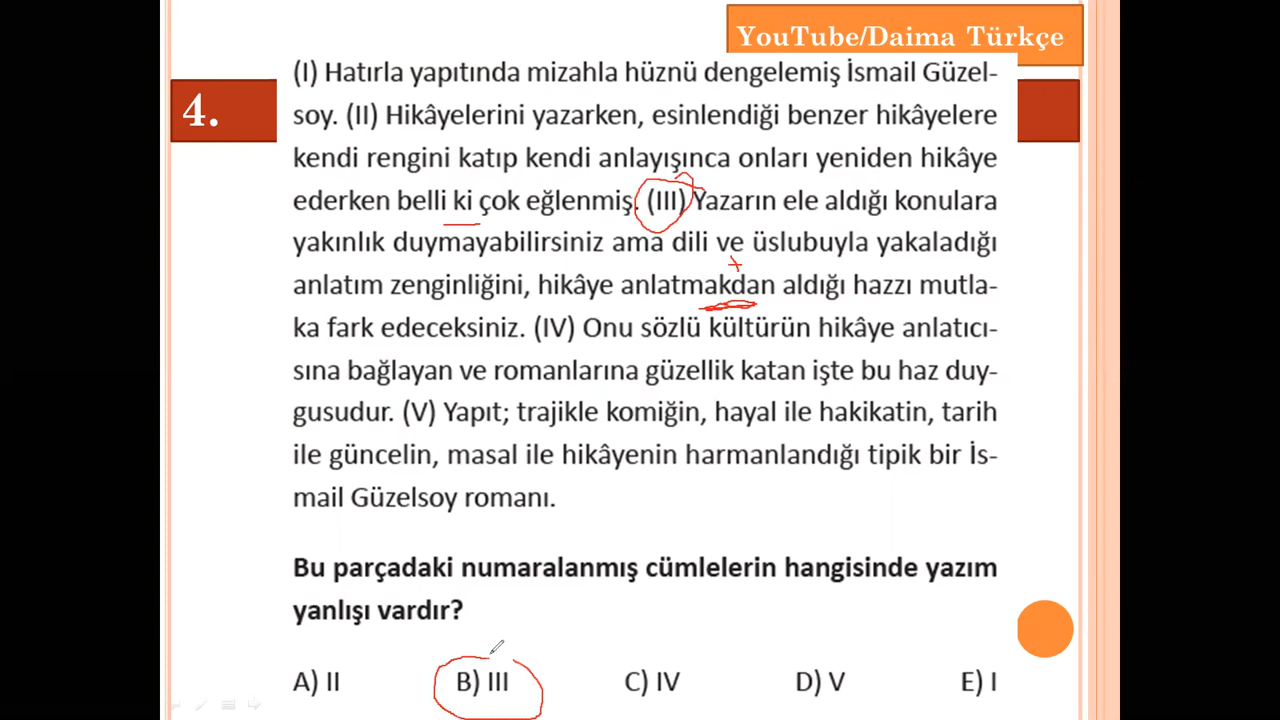 YouTube/Daima Türkçe
4.
(I) Hatırla yapıtında mizahla hüznü dengelemiş İsmail Güzel-
soy. (II) Hikâyelerini yazarken, esinlendiği benzer hikâyelere
kendi rengini katıp kendi anlayışınca onları yeniden hikâye
ederken belli ki çok eğlenmiş. (III) Yazarın ele aldığı konulara
yakınlık duymayabilirsiniz ama dili ve üslubuyla yakaladığı
anlatım zenginliğini, hikâye anlatmakdan aldığı hazzı mutla-
ka fark edeceksiniz. (IV) Onu sözlü kültürün hikâye anlatıcı-
sına bağlayan ve romanlarına güzellik katan işte bu haz duy-
gusudur. (V) Yapıt; trajikle komiğin, hayal ile hakikatin, tarih
ile güncelin, masal ile hikâyenin harmanlandığı tipik bir İs-
mail Güzelsoy romanı.
Bu parçadaki numaralanmış cümlelerin hangisinde yazım
yanlışı vardır?
A) II B) III C) IV D) V E) I